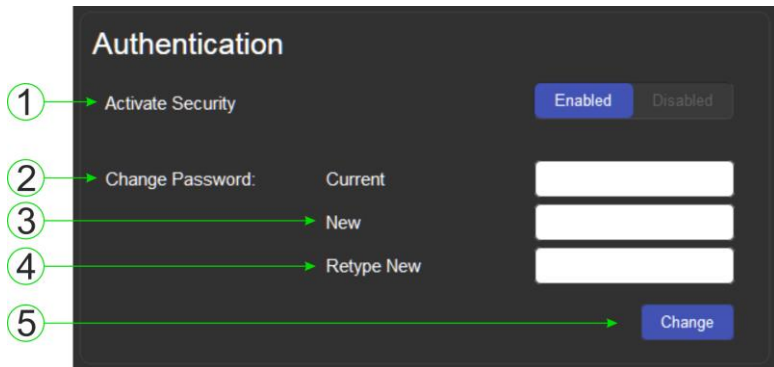 Authentication
1 Activate Security Enabled Disabled
2 Change Password: Current
3 New
4 Retype New
5 Change